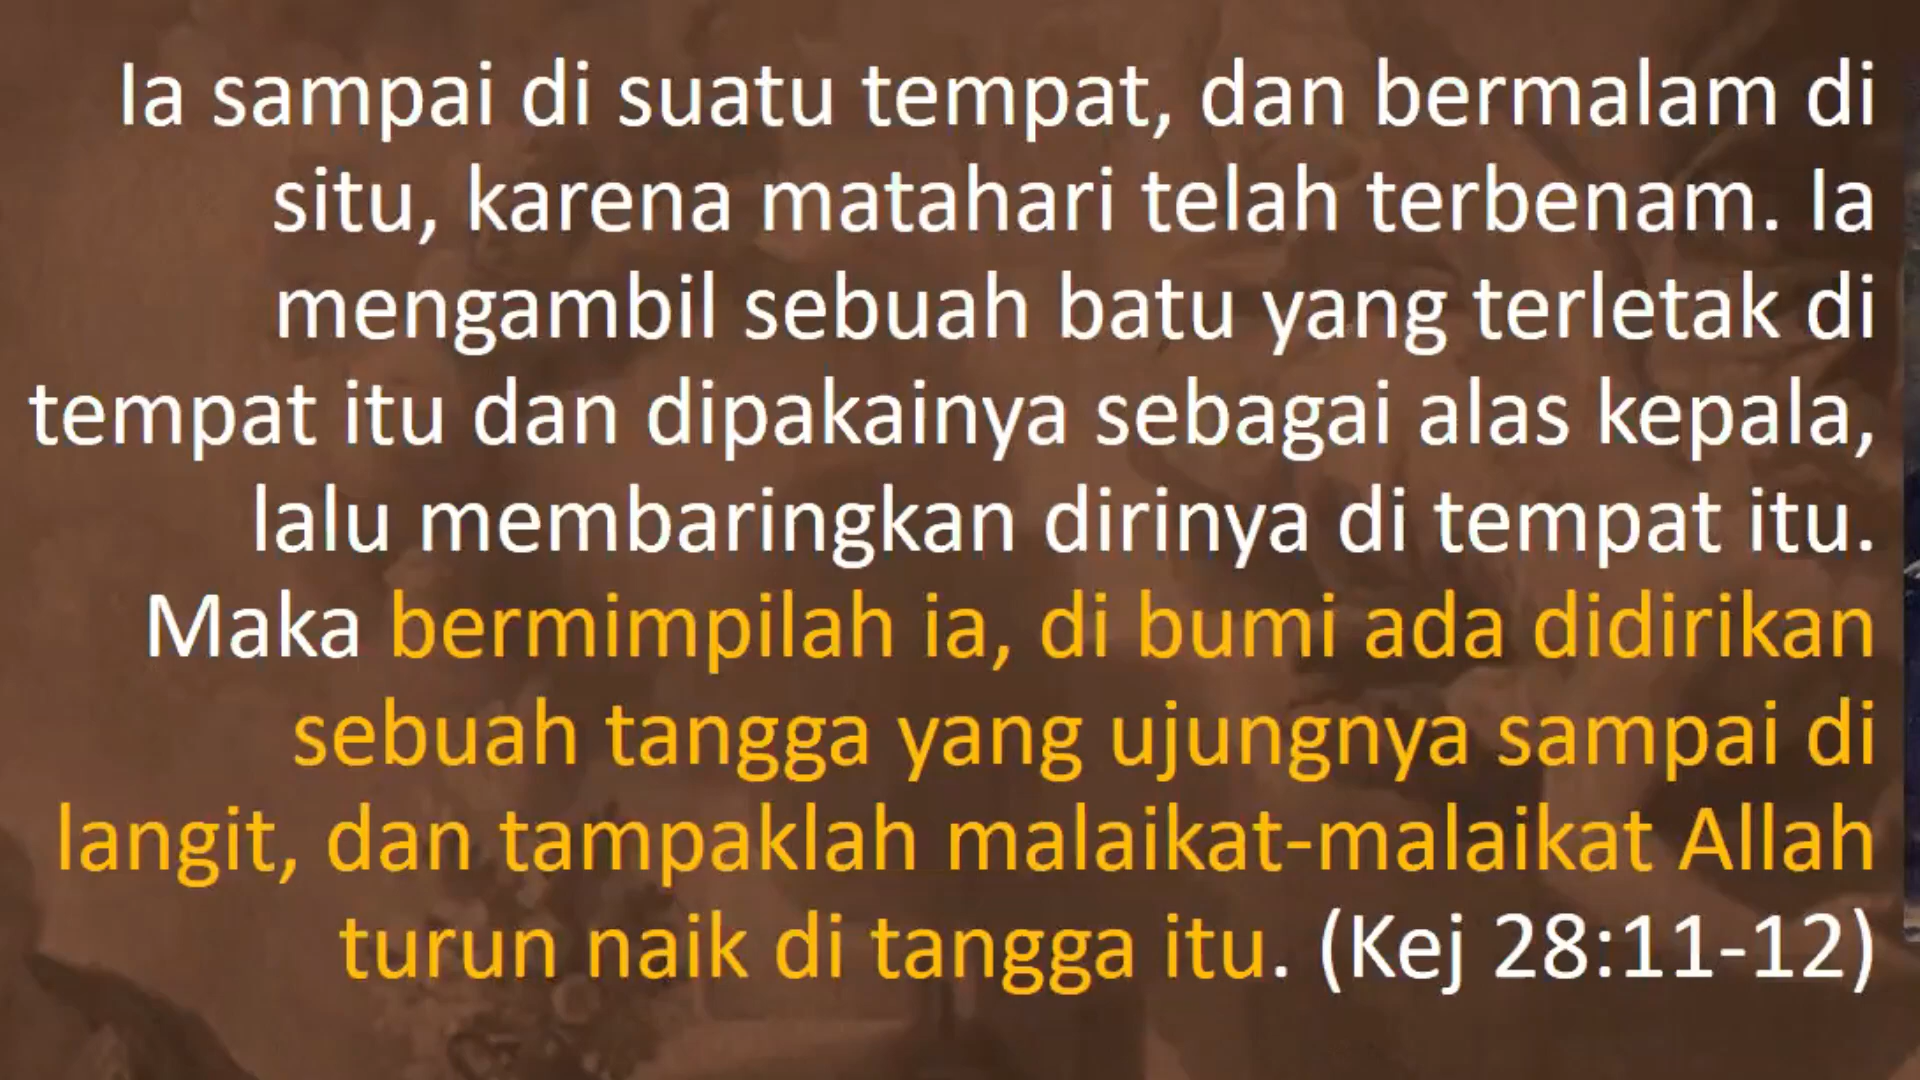 Ia sampai di suatu tempat, dan bermalam di
situ, karena matahari telah terbenam. Ia
mengambil sebuah batu yang terletak di
tempat itu dan dipakainya sebagai alas kepala,
lalu membaringkan dirinya di tempat itu.
Maka bermimpilah ia, di bumi ada didirikan
sebuah tangga yang ujungnya sampai di
langit, dan tampaklah malaikat-malaikat Allah
turun naik di tangga itu. (Kej 28:11-12)